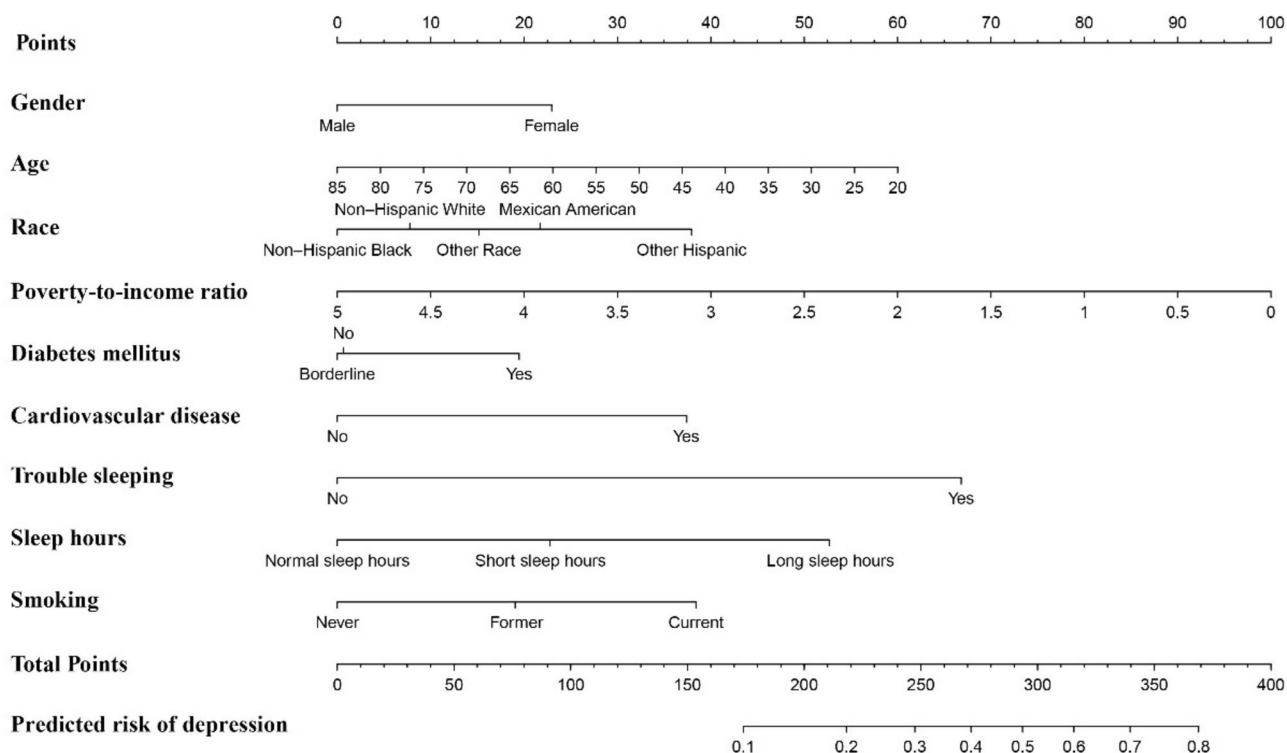 0 10 20 30 40 50 60 70 80 90 100
Points
Gender
Male Female
Age
85 80 75 70 65 60 55 50 45 40 35 30 25 20
Non–Hispanic White Mexican American
Race
Non–Hispanic Black Other Race Other Hispanic
Poverty-to-income ratio
5 4.5 4 3.5 3 2.5 2 1.5 1 0.5 0
No
Diabetes mellitus
Borderline Yes
Cardiovascular disease
No Yes
Trouble sleeping
No Yes
Sleep hours
Normal sleep hours Short sleep hours Long sleep hours
Smoking
Never Former Current
Total Points
0 50 100 150 200 250 300 350 400
Predicted risk of depression
0.1 0.2 0.3 0.4 0.5 0.6 0.7 0.8